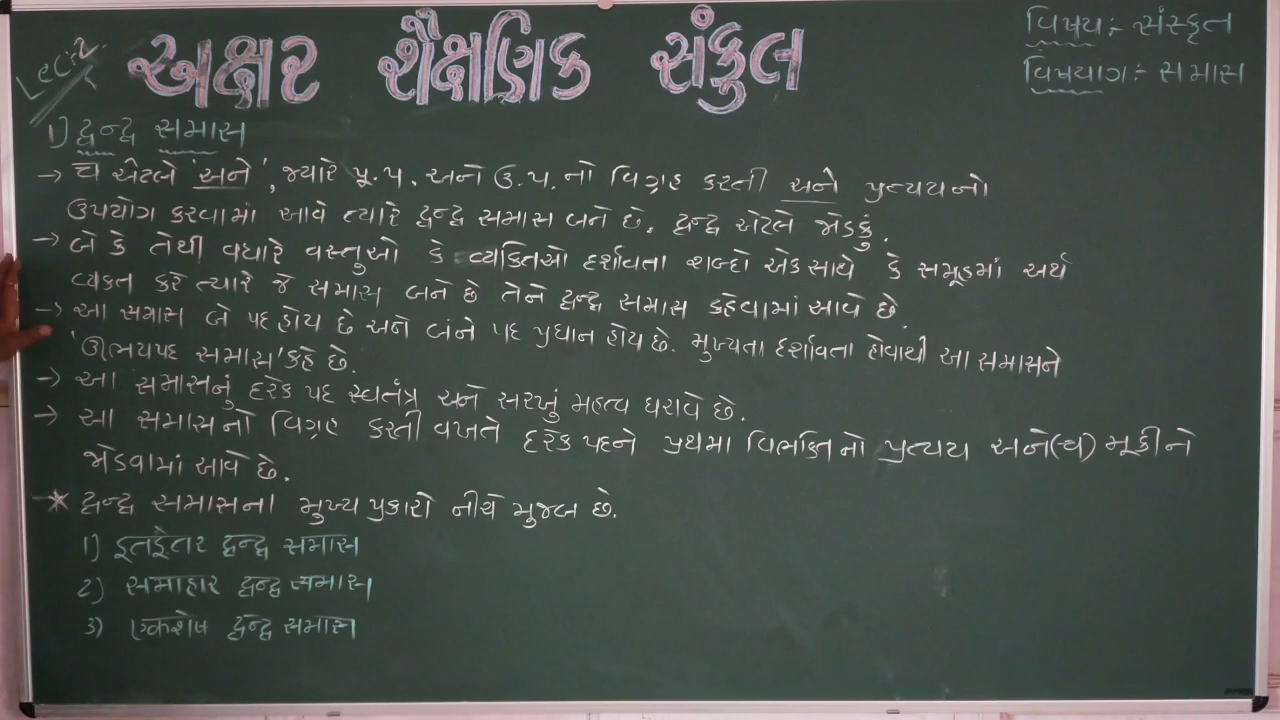 Lec:-2
અક્ષર શૈક્ષણિક સંકુલ
વિષય:- સંસ્કૃત
વિષયાગ:- સમાસ
1) દ્વન્દ્વ સમાસ
→ ચ એટલે 'અને', જ્યારે પૂ.પ. અને ઉ.પ.નો વિગ્રહ કરતી અને પ્રત્યયનો
ઉપયોગ કરવામાં આવે ત્યારે દ્વન્દ્વ સમાસ બને છે. દ્વન્દ્વ એટલે જોડકું.
→ બે કે તેથી વધારે વસ્તુઓ કે વ્યક્તિઓ દર્શાવતા શબ્દો એક સાથે કે સમૂહમાં અર્થ
વ્યક્ત કરે ત્યારે જે સમાસ બને છે તેને દ્વન્દ્વ સમાસ કહેવામાં આવે છે.
→ આ સમાસ બે પદ હોય છે અને બંને પદ પ્રધાન હોય છે. મુખ્યતા દર્શાવતા હોવાથી આ સમાસને
'ઊભયપદ સમાસ' કહે છે.
→ આ સમાસનું દરેક પદ સ્વતંત્ર અને સરખું મહત્વ ધરાવે છે.
→ આ સમાસનો વિગ્રહ કરતી વખતે દરેક પદને પ્રથમા વિભક્તિનો પ્રત્યય અને(ચ) મૂકીને
જોડવામાં આવે છે.
* દ્વન્દ્વ સમાસના મુખ્ય પ્રકારો નીચે મુજબ છે.
1) ઇતરેતર દ્વન્દ્વ સમાસ
2) સમાહાર દ્વન્દ્વ સમાસ
3) એકશેષ દ્વન્દ્વ સમાસ